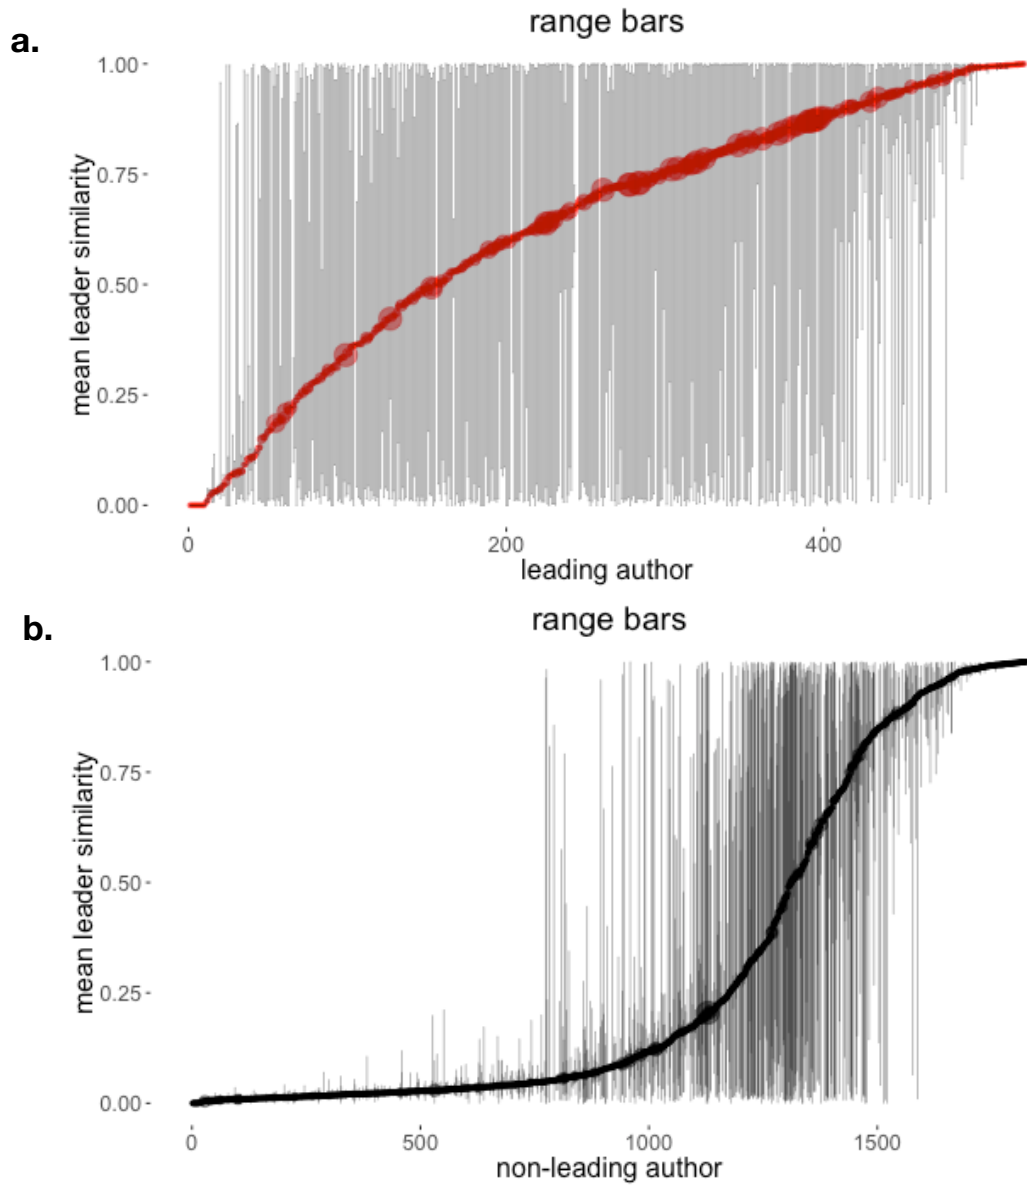 a.
range bars
mean leader similarity
1.00
0.75
0.50
0.25
0.00
0 200 400
leading author
b.
range bars
mean leader similarity
1.00
0.75
0.50
0.25
0.00
0 500 1000 1500
non-leading author